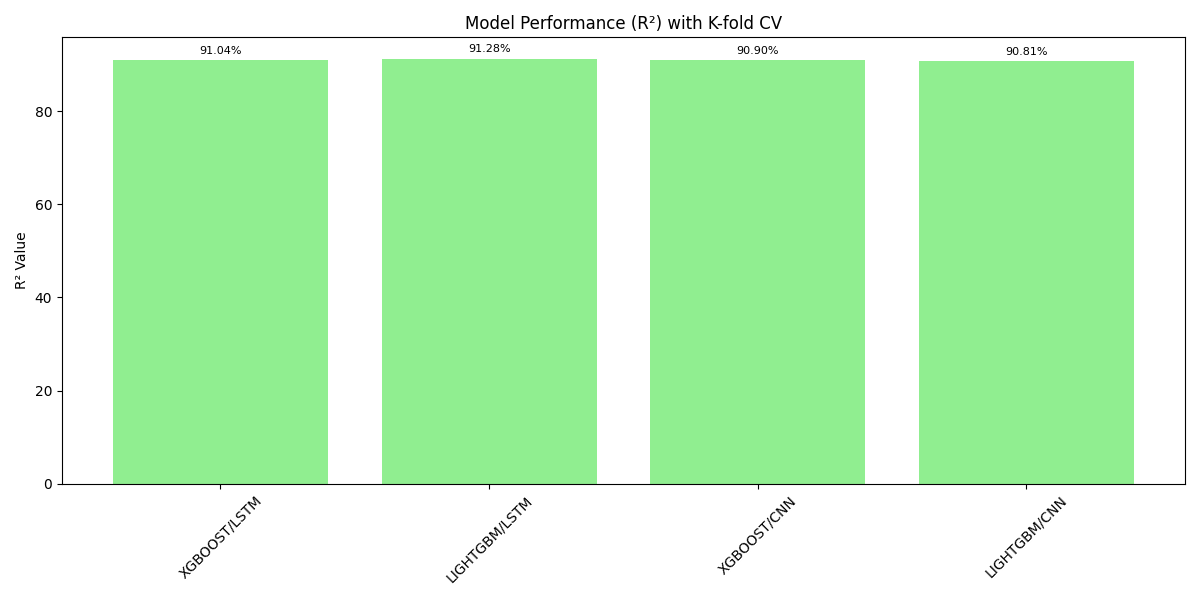 Model Performance (R²) with K-fold CV
91.04%
91.28%
90.90%
90.81%
80
60
40
20
0
R² Value
XGBOOST/LSTM
LIGHTGBM/LSTM
XGBOOST/CNN
LIGHTGBM/CNN